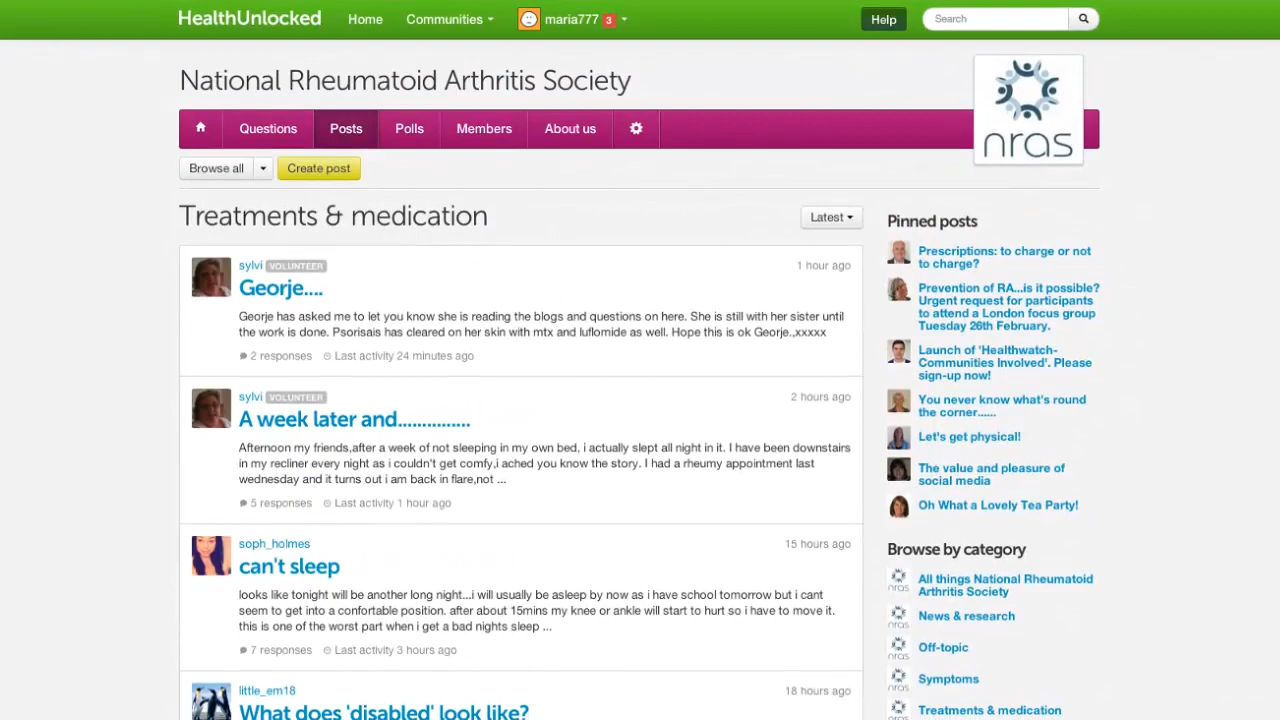 HealthUnlocked Home Communities maria777 3 Help Search
National Rheumatoid Arthritis Society
nras
Questions Posts Polls Members About us
Browse all Create post
Treatments & medication
Latest
sylvi VOLUNTEER 1 hour ago
Georje....
Georje has asked me to let you know she is reading the blogs and questions on here. She is still with her sister until
the work is done. Psorisais has cleared on her skin with mtx and luflomide as well. Hope this is ok Georje.,xxxxx
2 responses Last activity 24 minutes ago
sylvi VOLUNTEER 2 hours ago
A week later and...............
Afternoon my friends,after a week of not sleeping in my own bed, i actually slept all night in it. I have been downstairs
in my recliner every night as i couldn't get comfy,i ached you know the story. I had a rheumy appointment last
wednesday and it turns out i am back in flare,not ...
5 responses Last activity 1 hour ago
soph_holmes 15 hours ago
can't sleep
looks like tonight will be another long night...i will usually be asleep by now as i have school tomorrow but i cant
seem to get into a confortable position. after about 15mins my knee or ankle will start to hurt so i have to move it.
this is one of the worst part when i get a bad nights sleep ...
7 responses Last activity 3 hours ago
little_em18 18 hours ago
What does 'disabled' look like?
Pinned posts
Prescriptions: to charge or not
to charge?
Prevention of RA...is it possible?
Urgent request for participants
to attend a London focus group
Tuesday 26th February.
Launch of 'Healthwatch-
Communities Involved'. Please
sign-up now!
You never know what's round
the corner......
Let's get physical!
The value and pleasure of
social media
Oh What a Lovely Tea Party!
Browse by category
nras All things National Rheumatoid
Arthritis Society
nras News & research
nras Off-topic
nras Symptoms
nras Treatments & medication